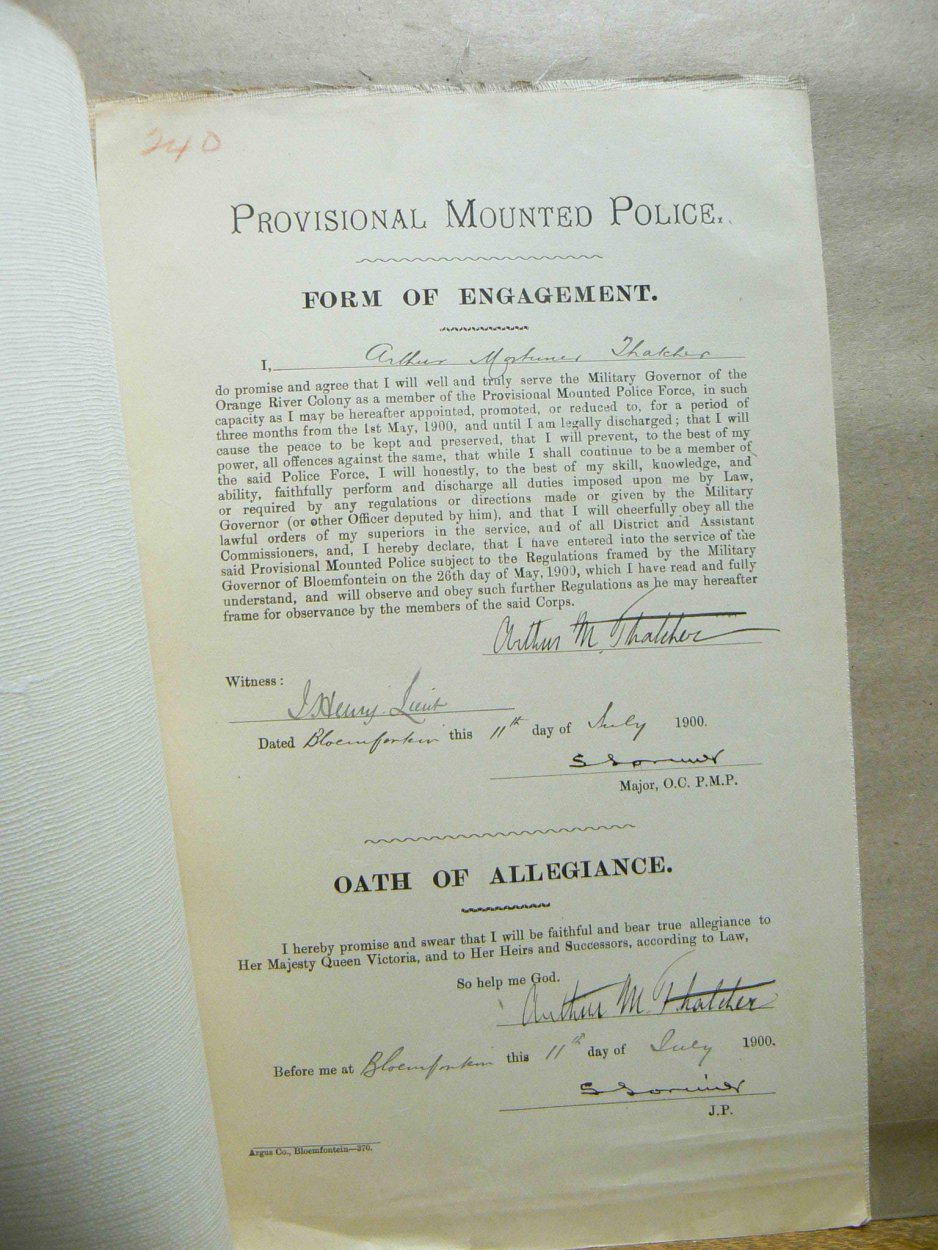 240
PROVISIONAL MOUNTED POLICE.
FORM OF ENGAGEMENT.
I, Arthur Mortimer Thatcher
do promise and agree that I will well and truly serve the Military Governor of the
Orange River Colony as a member of the Provisional Mounted Police Force, in such
capacity as I may be hereafter appointed, promoted, or reduced to, for a period of
three months from the 1st May, 1900, and until I am legally discharged; that I will
cause the peace to be kept and preserved, that I will prevent, to the best of my
power, all offences against the same, that while I shall continue to be a member of
the said Police Force, I will honestly, to the best of my skill, knowledge, and
ability, faithfully perform and discharge all duties imposed upon me by Law,
or required by any regulations or directions made or given by the Military
Governor (or other Officer deputed by him), and that I will cheerfully obey all the
lawful orders of my superiors in the service, and of all District and Assistant
Commissioners, and, I hereby declare, that I have entered into the service of the
said Provisional Mounted Police subject to the Regulations framed by the Military
Governor of Bloemfontein on the 26th day of May, 1900, which I have read and fully
understand, and will observe and obey such further Regulations as he may hereafter
frame for observance by the members of the said Corps.
Arthur M. Thatcher
Witness:
Henry. Lieut
Dated Bloemfontein this 11th day of July 1900.
Major, O.C. P.M.P.
OATH OF ALLEGIANCE.
I hereby promise and swear that I will be faithful and bear true allegiance to
Her Majesty Queen Victoria, and to Her Heirs and Successors, according to Law,
So help me God.
Arthur M. Thatcher
Before me at Bloemfontein this 11th day of July 1900.
J.P.
Argus Co., Bloemfontein—370.